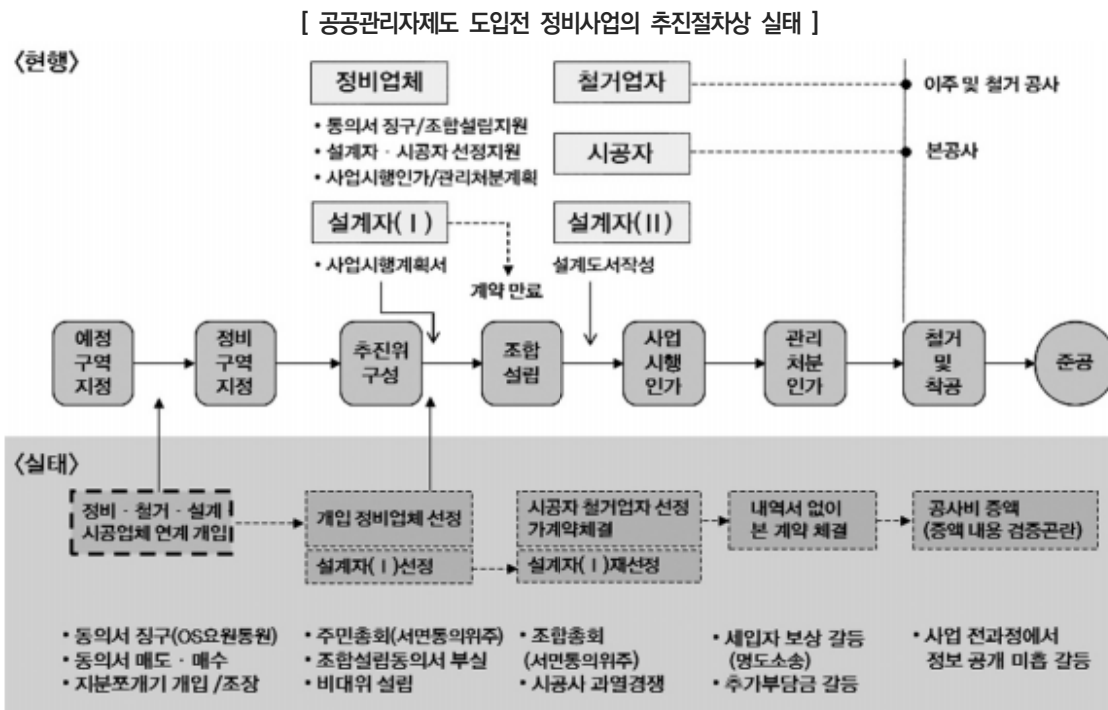 [ 공공관리자제도 도입전 정비사업의 추진절차상 실태 ]
〈현행〉
정비업체
• 통의서 징구/조합설립지원
• 설계자 · 시공자 선정지원
• 사업시행인가/관리처분계획
철거업자
이주 및 철거 공사
시공자
본공사
설계자(Ⅰ)
• 사업시행계획서
계약 만료
설계자(II)
설계도서작성
예정
구역
지정
정비
구역
지정
추진위
구성
조합
설립
사업
시행
인가
관리
처분
인가
철거
및
착공
준공
〈실태〉
정비 · 철거 · 설계
시공업체 연계 개입
개입 정비업체 선정
설계자(Ⅰ)선정
시공자 철거업자 선정
가계약체결
설계자(Ⅰ)재선정
내역서 없이
본 계약 체결
공사비 증액
(증액 내용 검증곤란)
• 동의서 징구(OS요원통원)
• 동의서 매도 · 매수
• 지분쪼개기 개입 /조장
• 주민총회(서면통의위주)
• 조합설립동의서 부실
• 비대위 설립
• 조합총회
(서면통의위주)
• 시공사 과열경쟁
• 세입자 보상 갈등
(명도소송)
• 추가부담금 갈등
• 사업 전과정에서
정보 공개 미흡 갈등